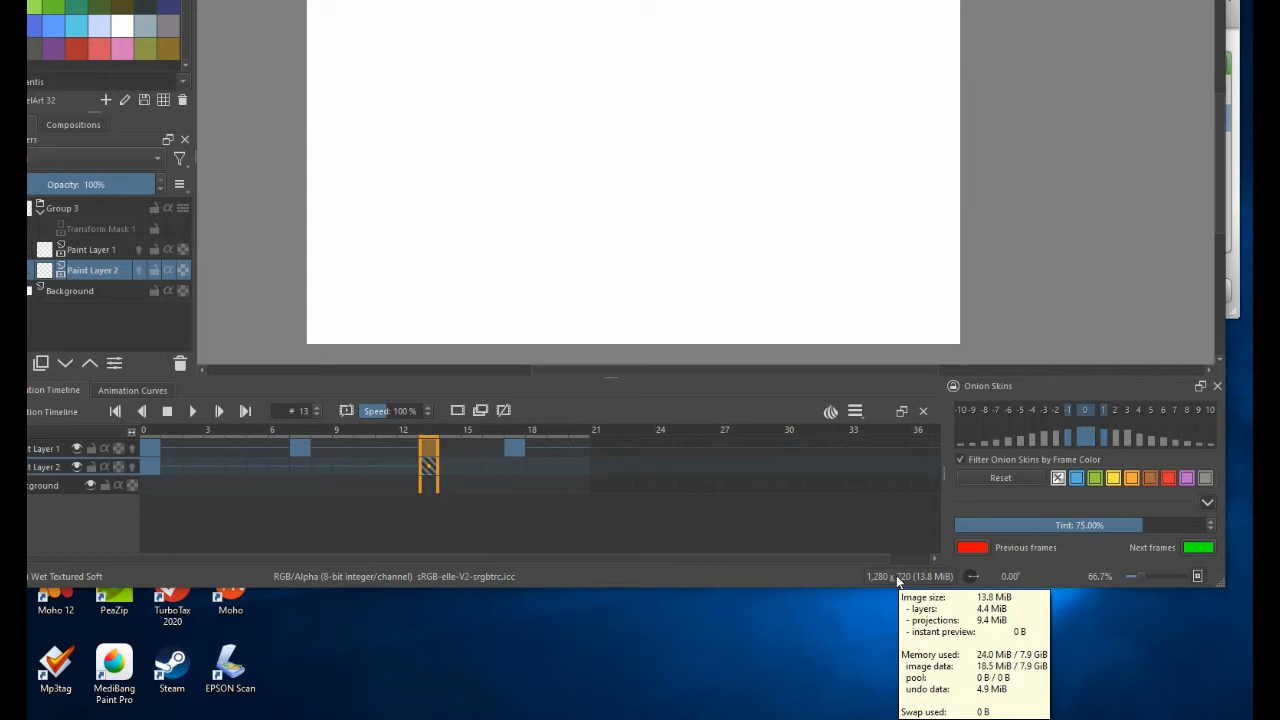 antis
elArt 32
Compositions
ers
Opacity: 100%
Group 3
Transform Mask 1
Paint Layer 1
Paint Layer 2
Background
ation Timeline
Animation Curves
ation Timeline
# 13
Speed: 100 %
0 3 6 9 12 15 18 21 24 27 30 33 36
nt Layer 1
nt Layer 2
ground
Onion Skins
-10 -9 -8 -7 -6 -5 -4 -3 -2 -1 0 1 2 3 4 5 6 7 8 9 10
Filter Onion Skins by Frame Color
Reset
Tint: 75.00%
Previous frames
Next frames
Wet Textured Soft
RGB/Alpha (8-bit integer/channel) sRGB-elle-V2-srgbtrc.icc
1,280 x 720 (13.8 MiB)
0.00°
66.7%
Image size: 13.8 MiB
- layers: 4.4 MiB
- projections: 9.4 MiB
- instant preview: 0 B
Memory used: 24.0 MiB / 7.9 GiB
image data: 18.5 MiB / 7.9 GiB
pool: 0 B / 0 B
undo data: 4.9 MiB
Swap used: 0 B
Moho 12
PeaZip
TurboTax
2020
Moho
Mp3tag
MediBang
Paint Pro
Steam
EPSON Scan